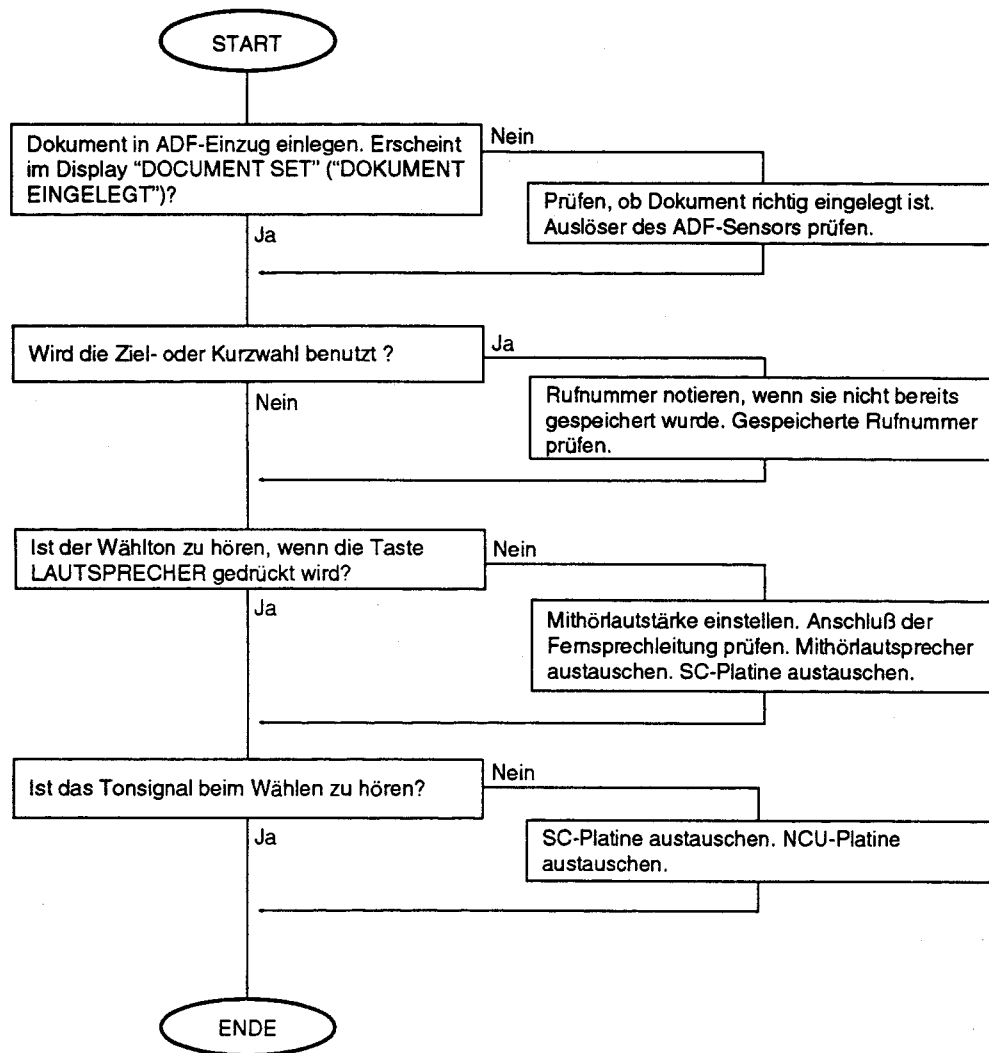 START
Dokument in ADF-Einzug einlegen. Erscheint
im Display “DOCUMENT SET” (“DOKUMENT
EINGELEGT”)?
Nein
Prüfen, ob Dokument richtig eingelegt ist.
Auslöser des ADF-Sensors prüfen.
Ja
Wird die Ziel- oder Kurzwahl benutzt ?
Ja
Rufnummer notieren, wenn sie nicht bereits
gespeichert wurde. Gespeicherte Rufnummer
prüfen.
Nein
Ist der Wählton zu hören, wenn die Taste
LAUTSPRECHER gedrückt wird?
Nein
Mithörlautstärke einstellen. Anschluß der
Fernsprechleitung prüfen. Mithörlautsprecher
austauschen. SC-Platine austauschen.
Ja
Ist das Tonsignal beim Wählen zu hören?
Nein
SC-Platine austauschen. NCU-Platine
austauschen.
Ja
ENDE